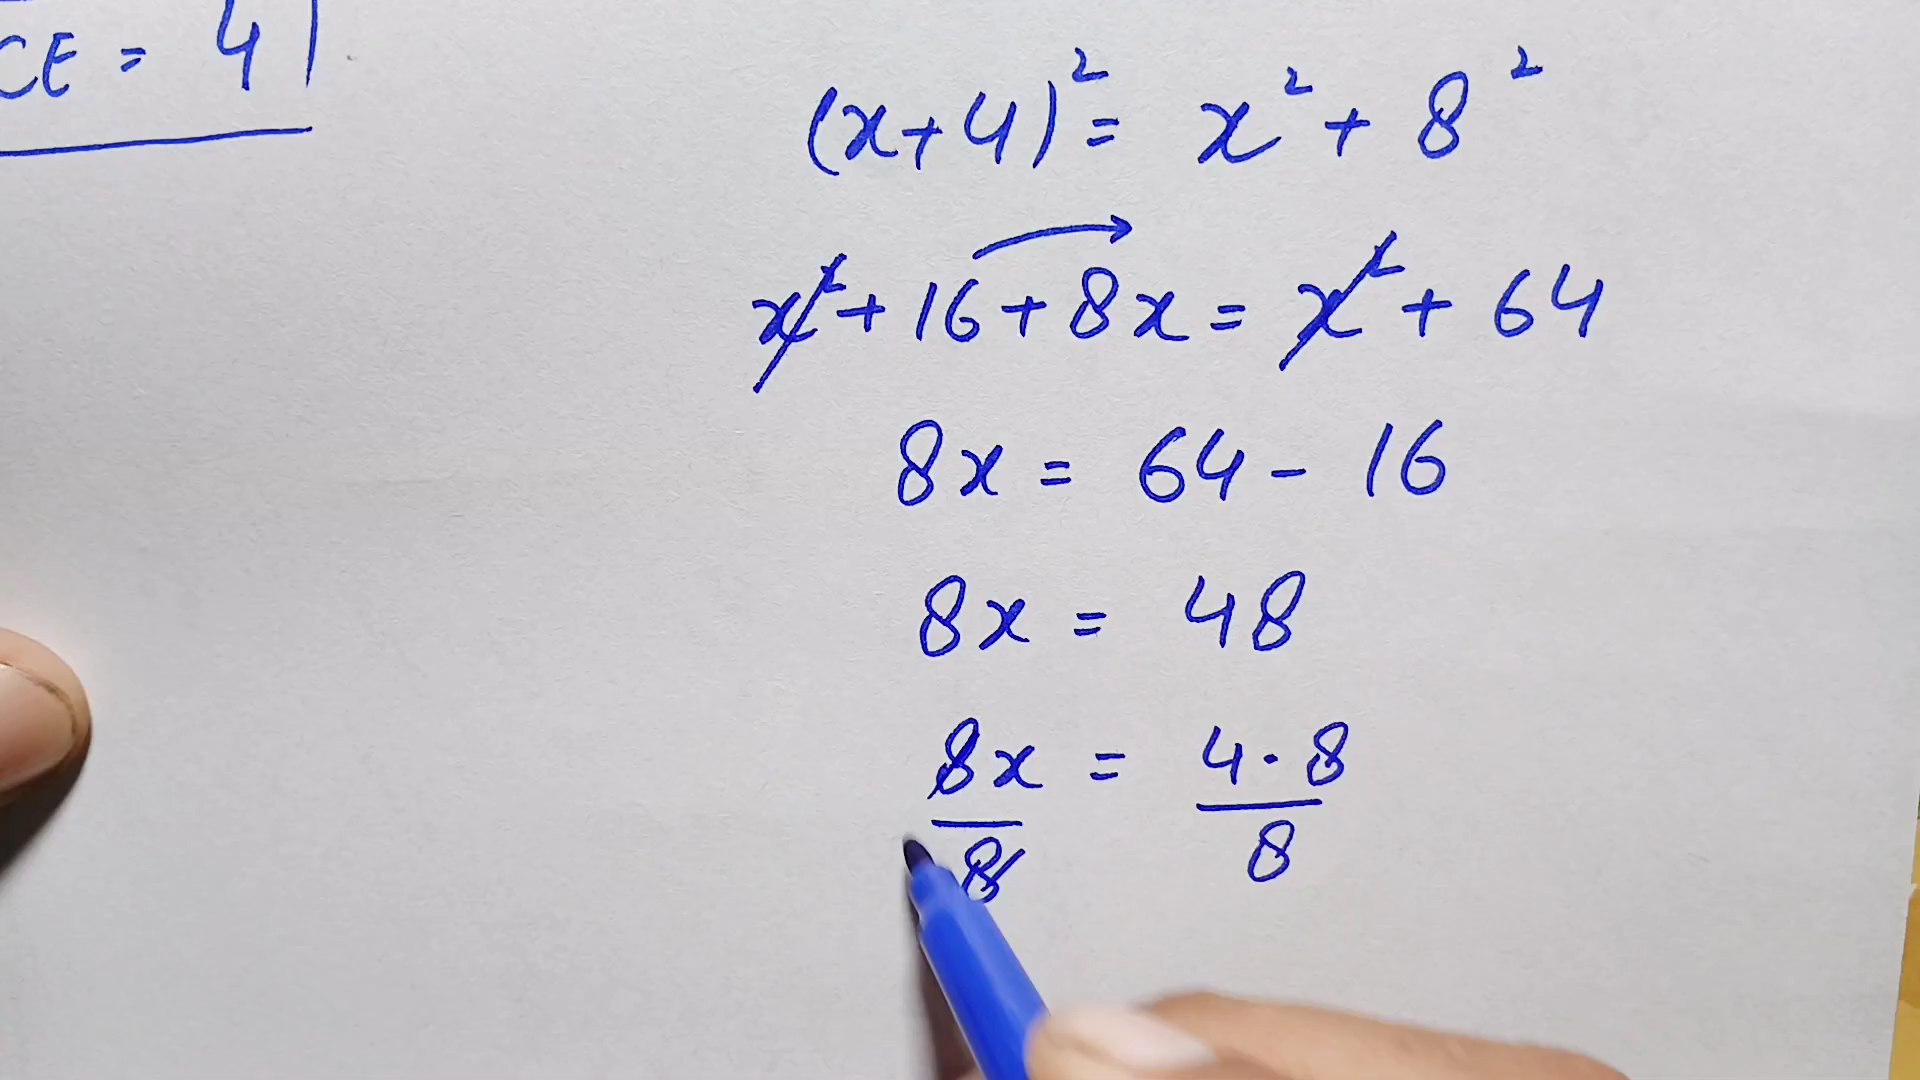 CE = 4
(x+4)² = x² + 8²
x² + 16 + 8x = x² + 64
8x = 64 - 16
8x = 48
8x/8 = 4·8/8